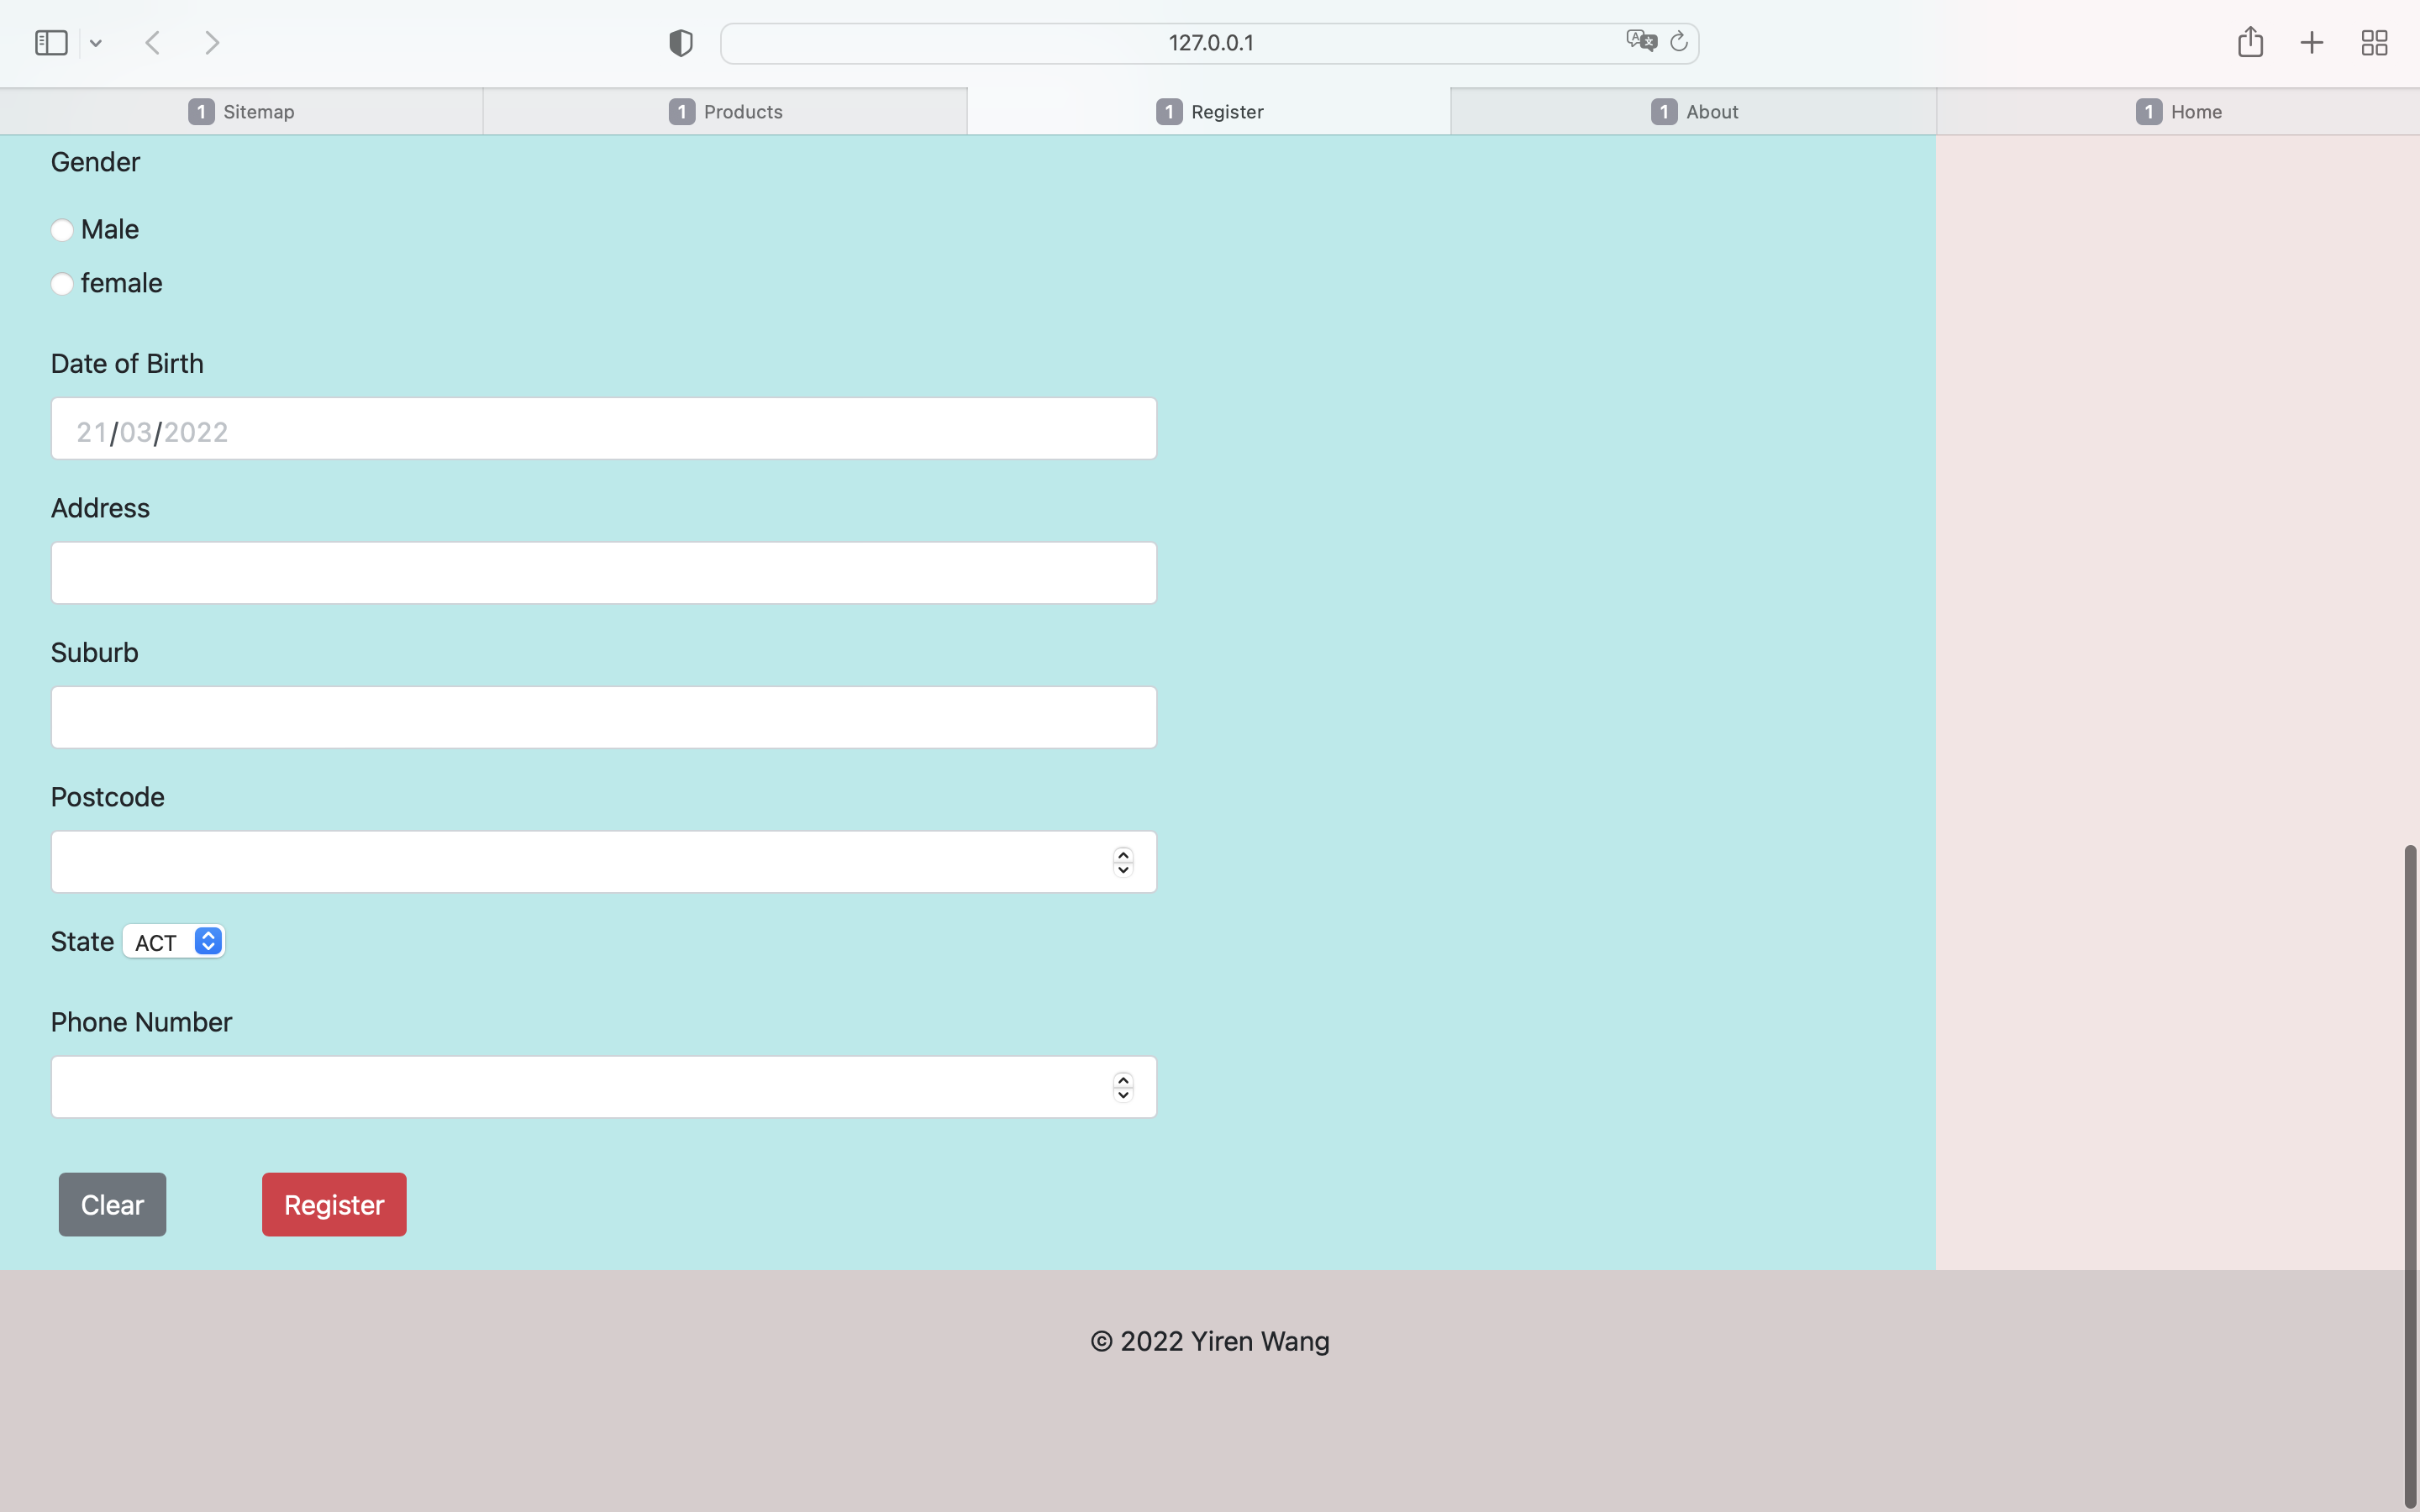 127.0.0.1
1 Sitemap
1 Products
1 Register
1 About
1 Home
Gender
Male
female
Date of Birth
21/03/2022
Address
Suburb
Postcode
State ACT
Phone Number
Clear
Register
© 2022 Yiren Wang